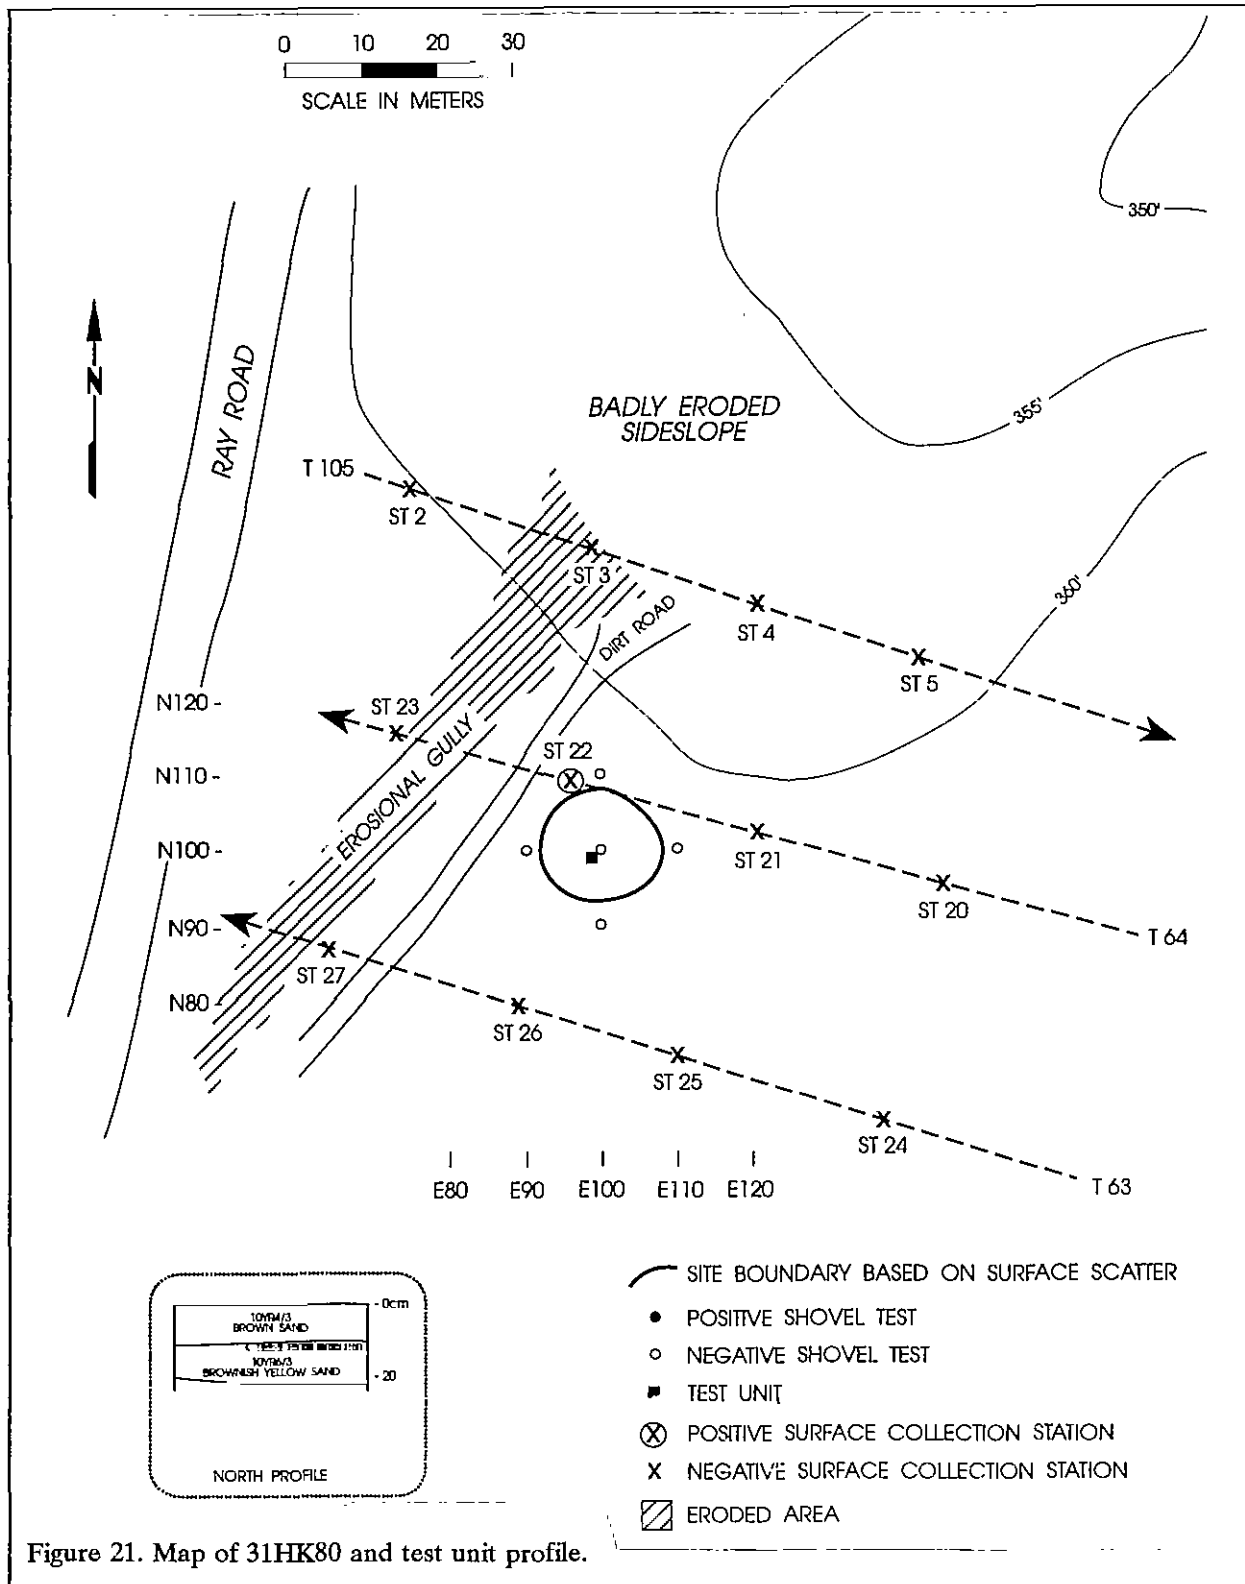 0 10 20 30
SCALE IN METERS
350'
RAY ROAD
N
BADLY ERODED
SIDESLOPE
355'
T 105
ST 2
ST 3
360'
DIRT ROAD
ST 4
ST 5
N120
ST 23
ST 22
EROSIONAL GULLY
N110
N100
ST 21
ST 20
N90
T 64
ST 27
N80
ST 26
ST 25
ST 24
E80 E90 E100 E110 E120
T 63
SITE BOUNDARY BASED ON SURFACE SCATTER
POSITIVE SHOVEL TEST
NEGATIVE SHOVEL TEST
TEST UNIT
POSITIVE SURFACE COLLECTION STATION
NEGATIVE SURFACE COLLECTION STATION
ERODED AREA
- 0cm
10YR4/3
BROWN SAND
10YR6/3
BROWNISH YELLOW SAND
- 20
NORTH PROFILE
Figure 21. Map of 31HK80 and test unit profile.